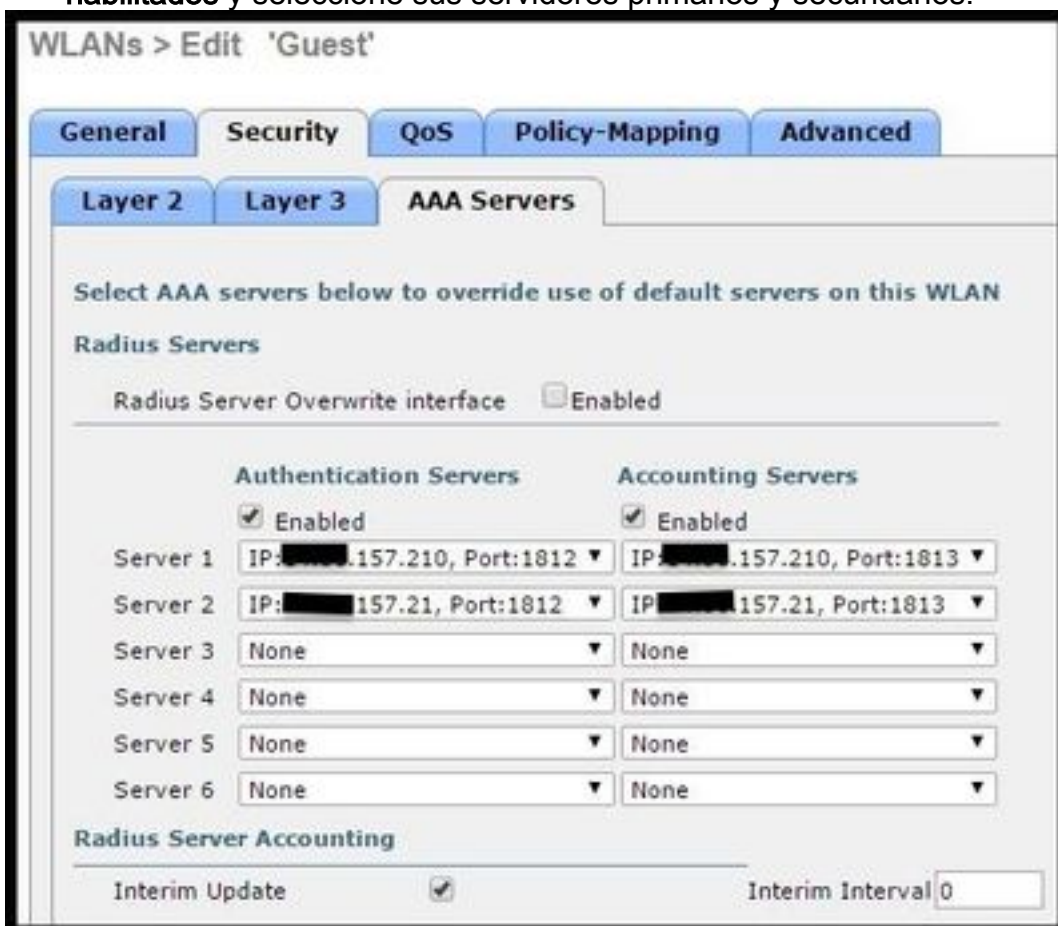 habilitados y seleccione sus servidores primarios y secundarios.
WLANs > Edit 'Guest'
General Security QoS Policy-Mapping Advanced
Layer 2 Layer 3 AAA Servers
Select AAA servers below to override use of default servers on this WLAN
Radius Servers
Radius Server Overwrite interface Enabled
Authentication Servers Accounting Servers
Enabled Enabled
Server 1 IP: .157.210, Port:1812 IP: .157.210, Port:1813
Server 2 IP: 157.21, Port:1812 IP .157.21, Port:1813
Server 3 None None
Server 4 None None
Server 5 None None
Server 6 None None
Radius Server Accounting
Interim Update Interim Interval 0